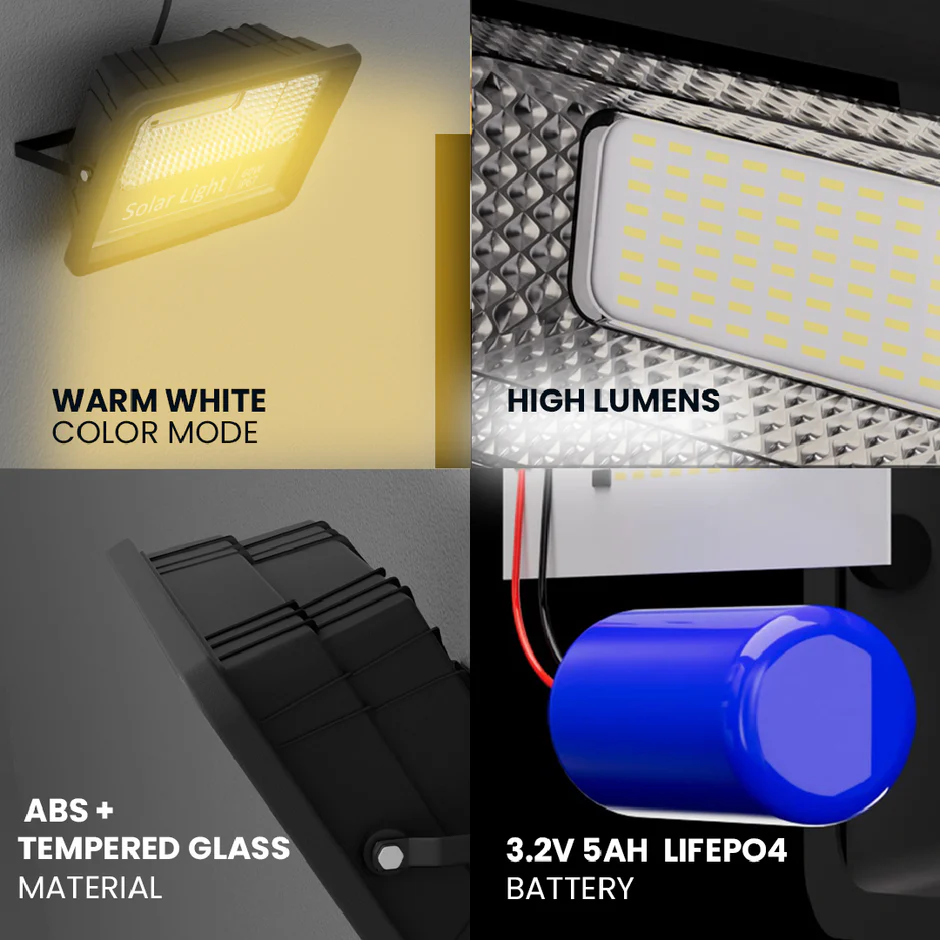 Solar Light
WARM WHITE
COLOR MODE
HIGH LUMENS
ABS +
TEMPERED GLASS
MATERIAL
3.2V 5AH LIFEPO4
BATTERY